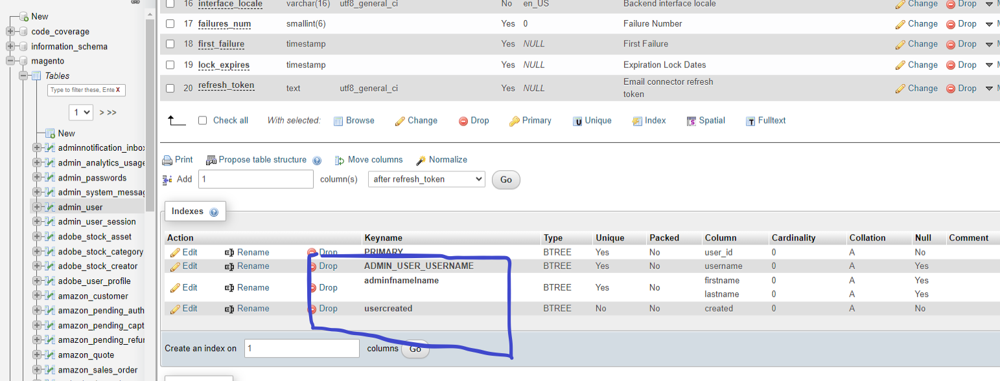 New
code_coverage
information_schema
magento
Tables
Type to filter these, Ente X
1 > >>
New
adminnotification_inbox
admin_analytics_usage
admin_passwords
admin_system_messag
admin_user
admin_user_session
adobe_stock_asset
adobe_stock_category
adobe_stock_creator
adobe_user_profile
amazon_customer
amazon_pending_auth
amazon_pending_capt
amazon_pending_refu
amazon_quote
amazon_sales_order
16 interface_locale varchar(16) utf8_general_ci No en_US Backend interface locale Change Drop
17 failures_num smallint(6) Yes 0 Failure Number Change Drop
18 first_failure timestamp Yes NULL First Failure Change Drop
19 lock_expires timestamp Yes NULL Expiration Lock Dates Change Drop
20 refresh_token text utf8_general_ci Yes NULL Email connector refresh token Change Drop
Check all With selected: Browse Change Drop Primary Unique Index Spatial Fulltext
Print Propose table structure Move columns Normalize
Add 1 column(s) after refresh_token Go
Indexes
Action Keyname Type Unique Packed Column Cardinality Collation Null Comment
Edit Rename Drop PRIMARY BTREE Yes No user_id 0 A No
Edit Rename Drop ADMIN_USER_USERNAME BTREE Yes No username 0 A Yes
Edit Rename Drop adminfnamelname BTREE Yes No firstname 0 A Yes
lastname 0 A Yes
Edit Rename Drop usercreated BTREE No No created 0 A No
Create an index on 1 columns Go